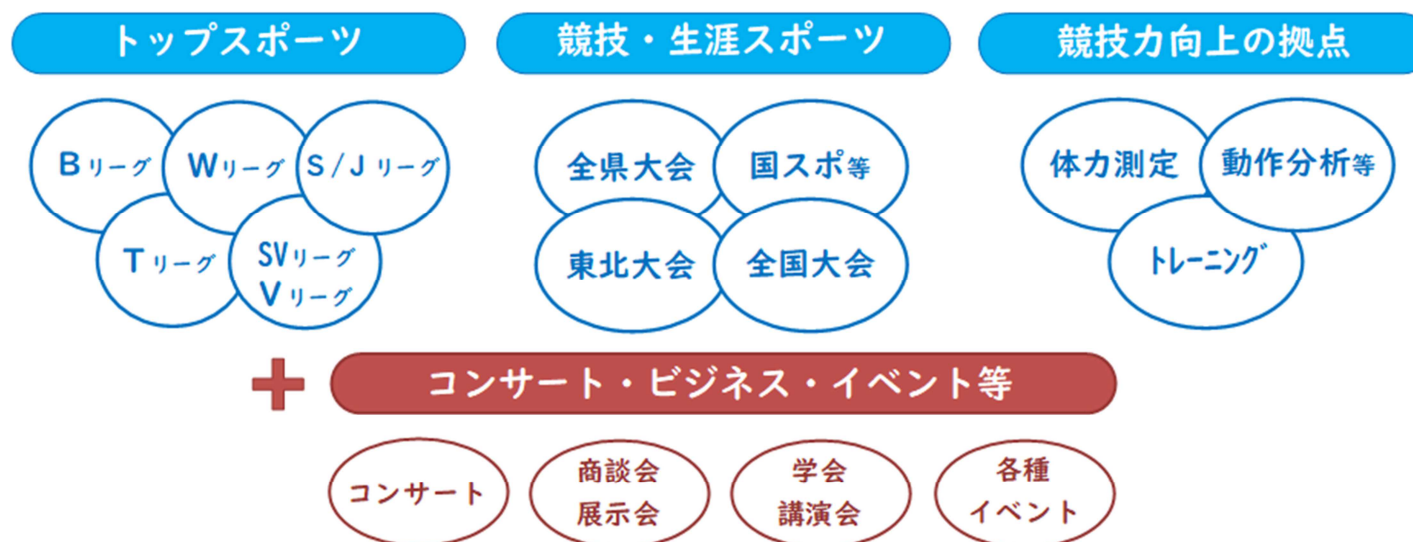 トップスポーツ
競技・生涯スポーツ
競技力向上の拠点
Bリーグ
Wリーグ
S/Jリーグ
Tリーグ
SVリーグ
Vリーグ
全県大会
国スポ等
東北大会
全国大会
体力測定
動作分析等
トレーニング
コンサート・ビジネス・イベント等
コンサート
商談会
展示会
学会
講演会
各種
イベント